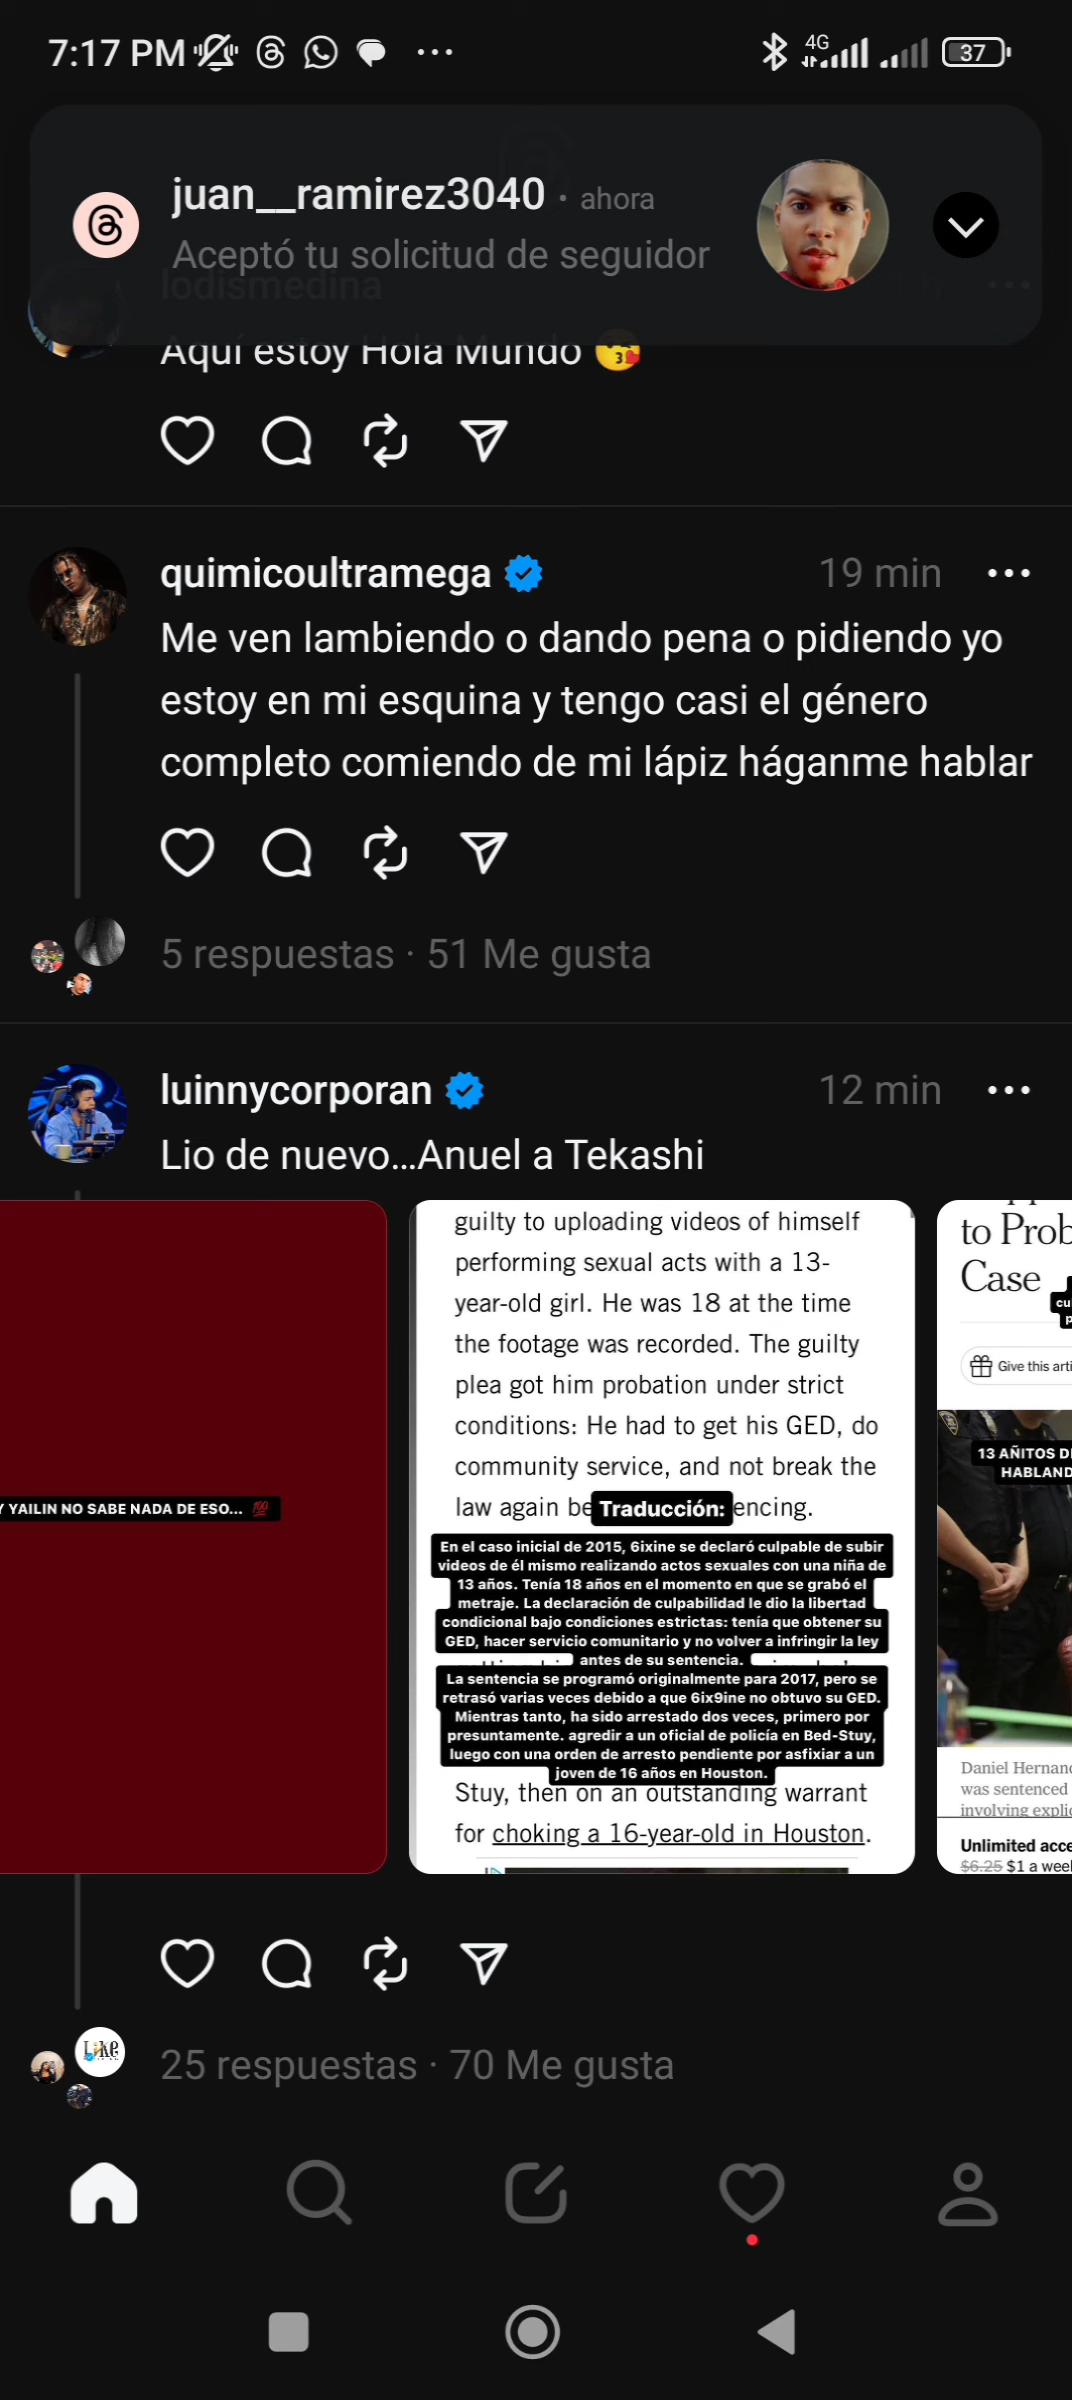 7:17 PM
4G
37
juan__ramirez3040 · ahora
Aceptó tu solicitud de seguidor
lodismedina
Aquí estoy Hola Mundo 😘
quimicoultramega
19 min
Me ven lambiendo o dando pena o pidiendo yo
estoy en mi esquina y tengo casi el género
completo comiendo de mi lápiz háganme hablar
5 respuestas · 51 Me gusta
luinnycorporan
12 min
Lio de nuevo...Anuel a Tekashi
Y YAILIN NO SABE NADA DE ESO... 💯
guilty to uploading videos of himself
performing sexual acts with a 13-
year-old girl. He was 18 at the time
the footage was recorded. The guilty
plea got him probation under strict
conditions: He had to get his GED, do
community service, and not break the
law again be
Traducción:
encing.
En el caso inicial de 2015, 6ixine se declaró culpable de subir
videos de él mismo realizando actos sexuales con una niña de
13 años. Tenía 18 años en el momento en que se grabó el
metraje. La declaración de culpabilidad le dio la libertad
condicional bajo condiciones estrictas: tenía que obtener su
GED, hacer servicio comunitario y no volver a infringir la ley
antes de su sentencia.
La sentencia se programó originalmente para 2017, pero se
retrasó varias veces debido a que 6ix9ine no obtuvo su GED.
Mientras tanto, ha sido arrestado dos veces, primero por
presuntamente. agredir a un oficial de policía en Bed-Stuy,
luego con una orden de arresto pendiente por asfixiar a un
joven de 16 años en Houston.
Stuy, then on an outstanding warrant
for choking a 16-year-old in Houston.
to Prob
Case
cu
p
Give this arti
13 AÑITOS D
HABLAND
Daniel Hernand
was sentenced
involving explic
Unlimited acce
$6.25 $1 a wee
Like
25 respuestas · 70 Me gusta